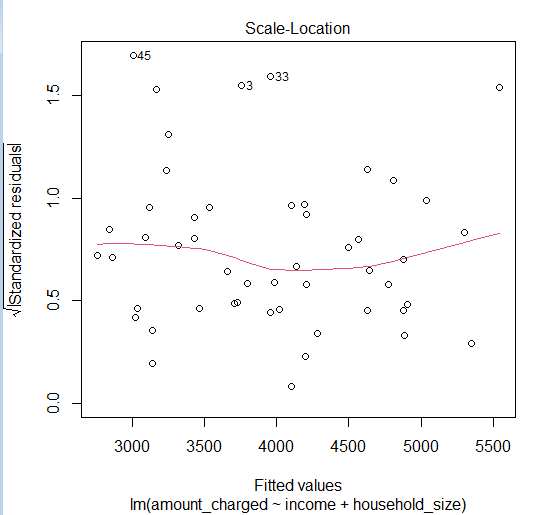 Scale-Location
√|Standardized residuals|
1.5
1.0
0.5
0.0
45
3
33
3000 3500 4000 4500 5000 5500
Fitted values
lm(amount_charged ~ income + household_size)